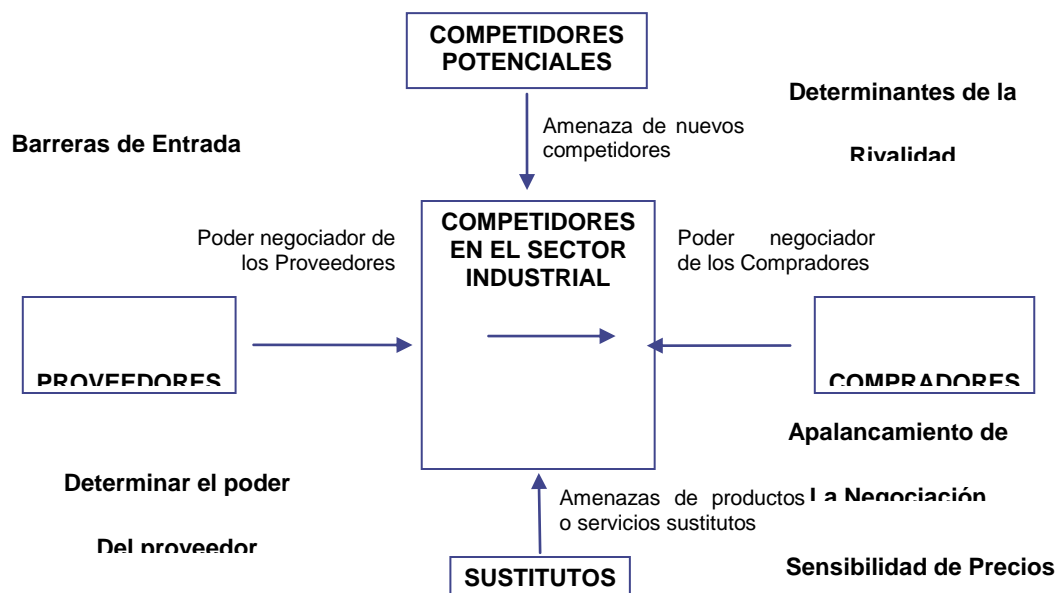 COMPETIDORES
POTENCIALES
Determinantes de la
Rivalidad
Barreras de Entrada
Amenaza de nuevos
competidores
Poder negociador de
los Proveedores
COMPETIDORES
EN EL SECTOR
INDUSTRIAL
Poder negociador
de los Compradores
PROVEEDORES
COMPRADORES
Determinar el poder
Del proveedor
Apalancamiento de
La Negociación
Amenazas de productos
o servicios sustitutos
SUSTITUTOS
Sensibilidad de Precios